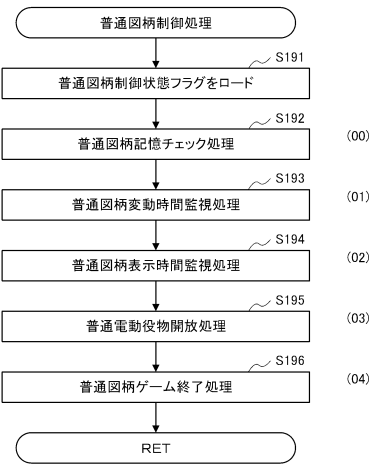 普通図柄制御処理
S191
普通図柄制御状態フラグをロード
S192
普通図柄記憶チェック処理
(00)
S193
普通図柄変動時間監視処理
(01)
S194
普通図柄表示時間監視処理
(02)
S195
普通電動役物開放処理
(03)
S196
普通図柄ゲーム終了処理
(04)
RET